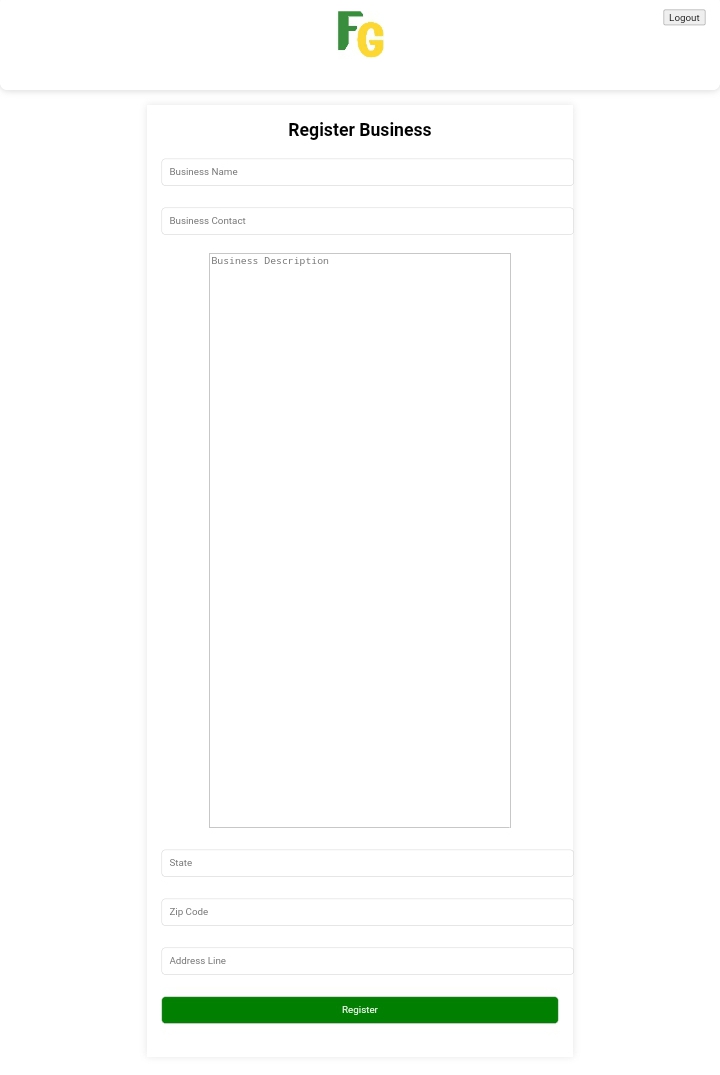 FG
Logout
Register Business
Business Name
Business Contact
Business Description
State
Zip Code
Address Line
Register